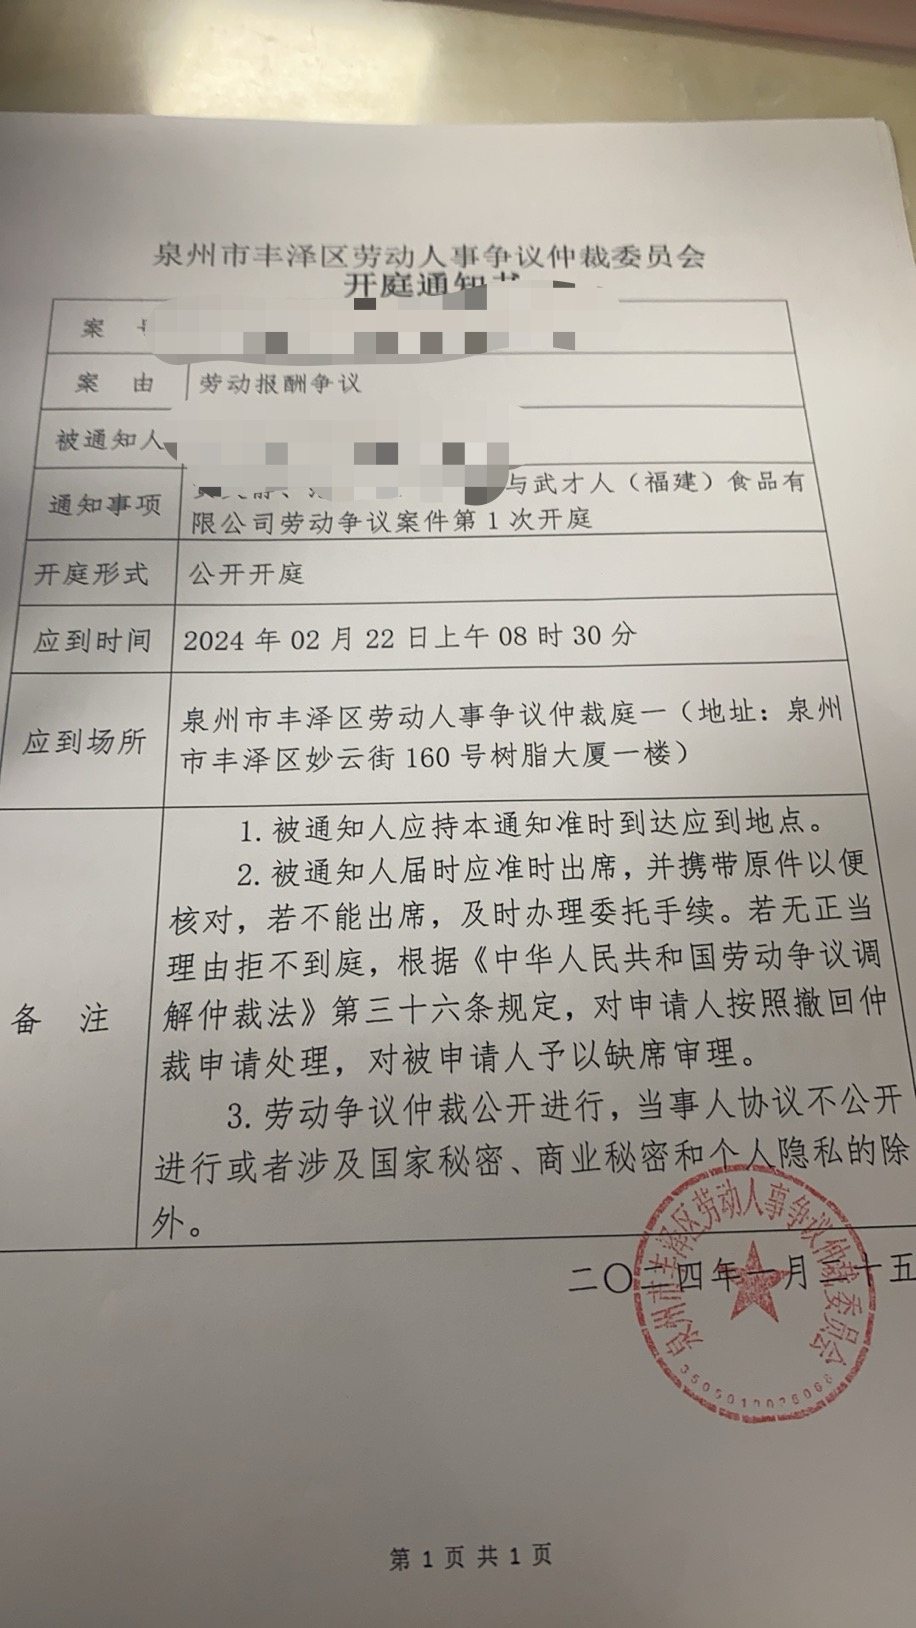 泉州市丰泽区劳动人事争议仲裁委员会
开庭通知书
案
案 由 劳动报酬争议
被通知人
通知事项
与武才人（福建）食品有
限公司劳动争议案件第1次开庭
开庭形式 公开开庭
应到时间 2024年02月22日上午08时30分
应到场所
泉州市丰泽区劳动人事争议仲裁庭一（地址：泉州
市丰泽区妙云街160号树脂大厦一楼）
备 注
1.被通知人应持本通知准时到达应到地点。
2.被通知人届时应准时出席，并携带原件以便
核对，若不能出席，及时办理委托手续。若无正当
理由拒不到庭，根据《中华人民共和国劳动争议调
解仲裁法》第三十六条规定，对申请人按照撤回仲
裁申请处理，对被申请人予以缺席审理。
3.劳动争议仲裁公开进行，当事人协议不公开
进行或者涉及国家秘密、商业秘密和个人隐私的除
外。
二〇二四年一月二十五
泉州市丰泽区劳动人事争议仲裁委员会
第 1 页 共 1 页